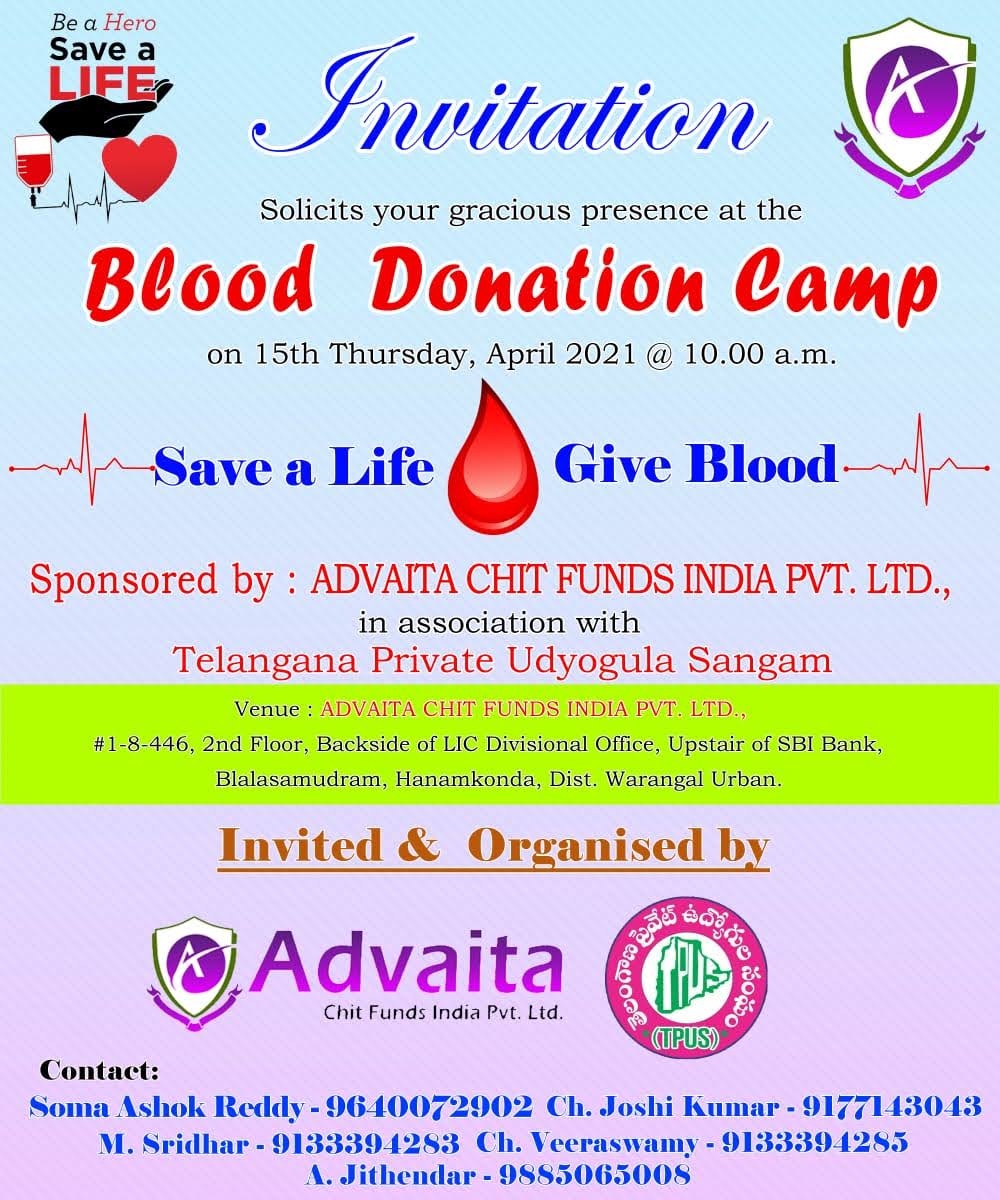 Be a Hero
Save a
LIFE
Invitation
Solicits your gracious presence at the
Blood Donation Camp
on 15th Thursday, April 2021 @ 10.00 a.m.
Save a Life Give Blood
Sponsored by : ADVAITA CHIT FUNDS INDIA PVT. LTD.,
in association with
Telangana Private Udyogula Sangam
Venue : ADVAITA CHIT FUNDS INDIA PVT. LTD.,
#1-8-446, 2nd Floor, Backside of LIC Divisional Office, Upstair of SBI Bank,
Blalasamudram, Hanamkonda, Dist. Warangal Urban.
Invited & Organised by
Advaita
Chit Funds India Pvt. Ltd.
తెలంగాణ ప్రైవేట్ ఉద్యోగుల సంఘం
(TPUS)
Contact:
Soma Ashok Reddy - 9640072902 Ch. Joshi Kumar - 9177143043
M. Sridhar - 9133394283 Ch. Veeraswamy - 9133394285
A. Jithendar - 9885065008